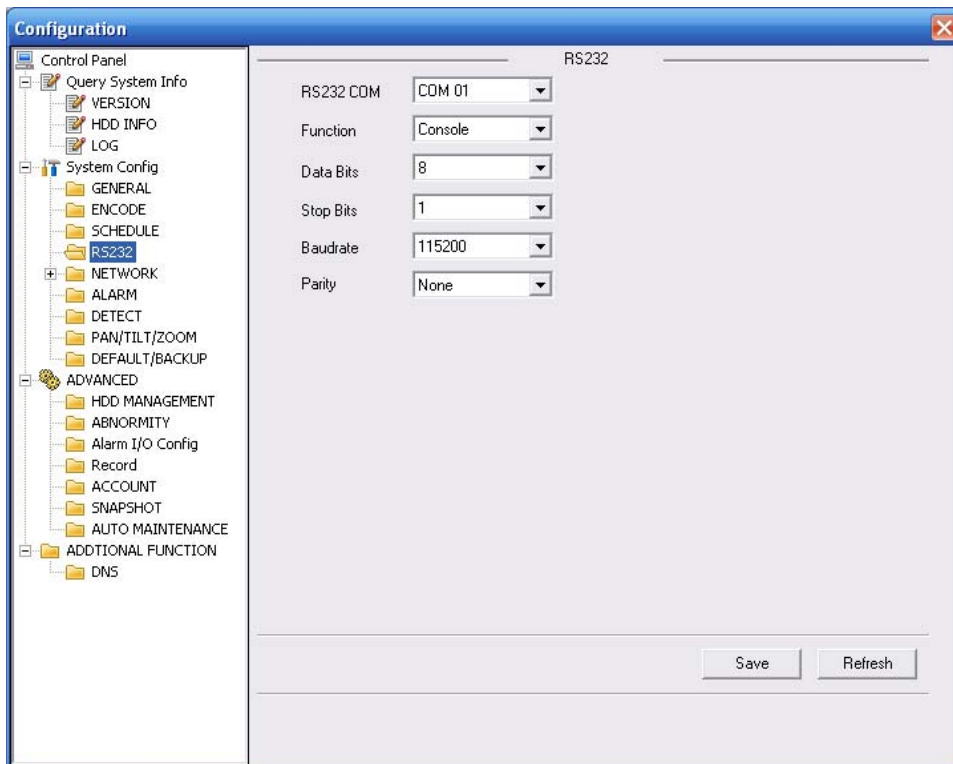 Configuration
Control Panel
Query System Info
VERSION
HDD INFO
LOG
System Config
GENERAL
ENCODE
SCHEDULE
RS232
NETWORK
ALARM
DETECT
PAN/TILT/ZOOM
DEFAULT/BACKUP
ADVANCED
HDD MANAGEMENT
ABNORMITY
Alarm I/O Config
Record
ACCOUNT
SNAPSHOT
AUTO MAINTENANCE
ADDTIONAL FUNCTION
DNS
RS232
RS232 COM COM 01
Function Console
Data Bits 8
Stop Bits 1
Baudrate 115200
Parity None
Save Refresh